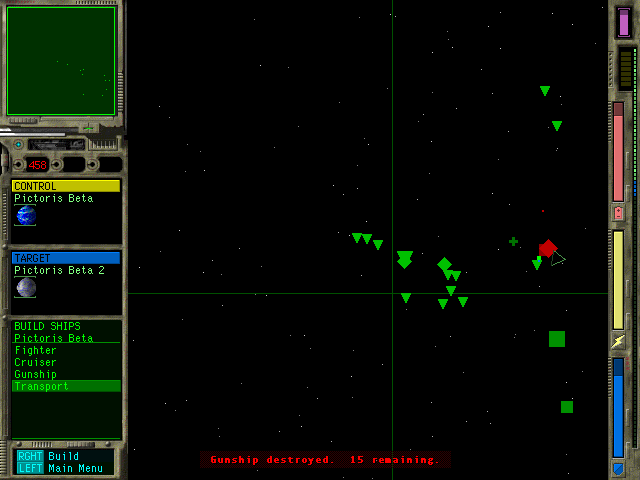 458
CONTROL
Pictoris Beta
TARGET
Pictoris Beta 2
BUILD SHIPS
Pictoris Beta
Fighter
Cruiser
Gunship
Transport
RGHT Build
LEFT Main Menu
Gunship destroyed. 15 remaining.